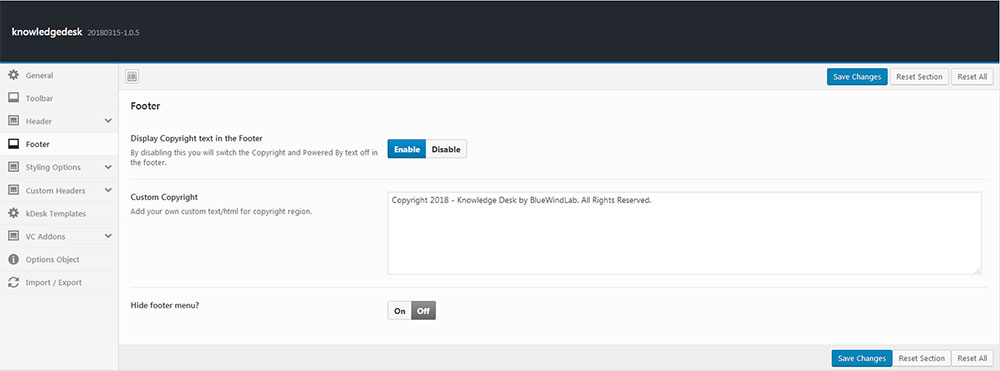 knowledgedesk 20180315-1.0.5
General
Toolbar
Header
Footer
Styling Options
Custom Headers
kDesk Templates
VC Addons
Options Object
Import / Export
Save Changes Reset Section Reset All
Footer
Display Copyright text in the Footer
By disabling this you will switch the Copyright and Powered By text off in
the footer.
Enable Disable
Custom Copyright
Add your own custom text/html for copyright region.
Copyright 2018 - Knowledge Desk by BlueWindLab. All Rights Reserved.
Hide footer menu?
On Off
Save Changes Reset Section Reset All